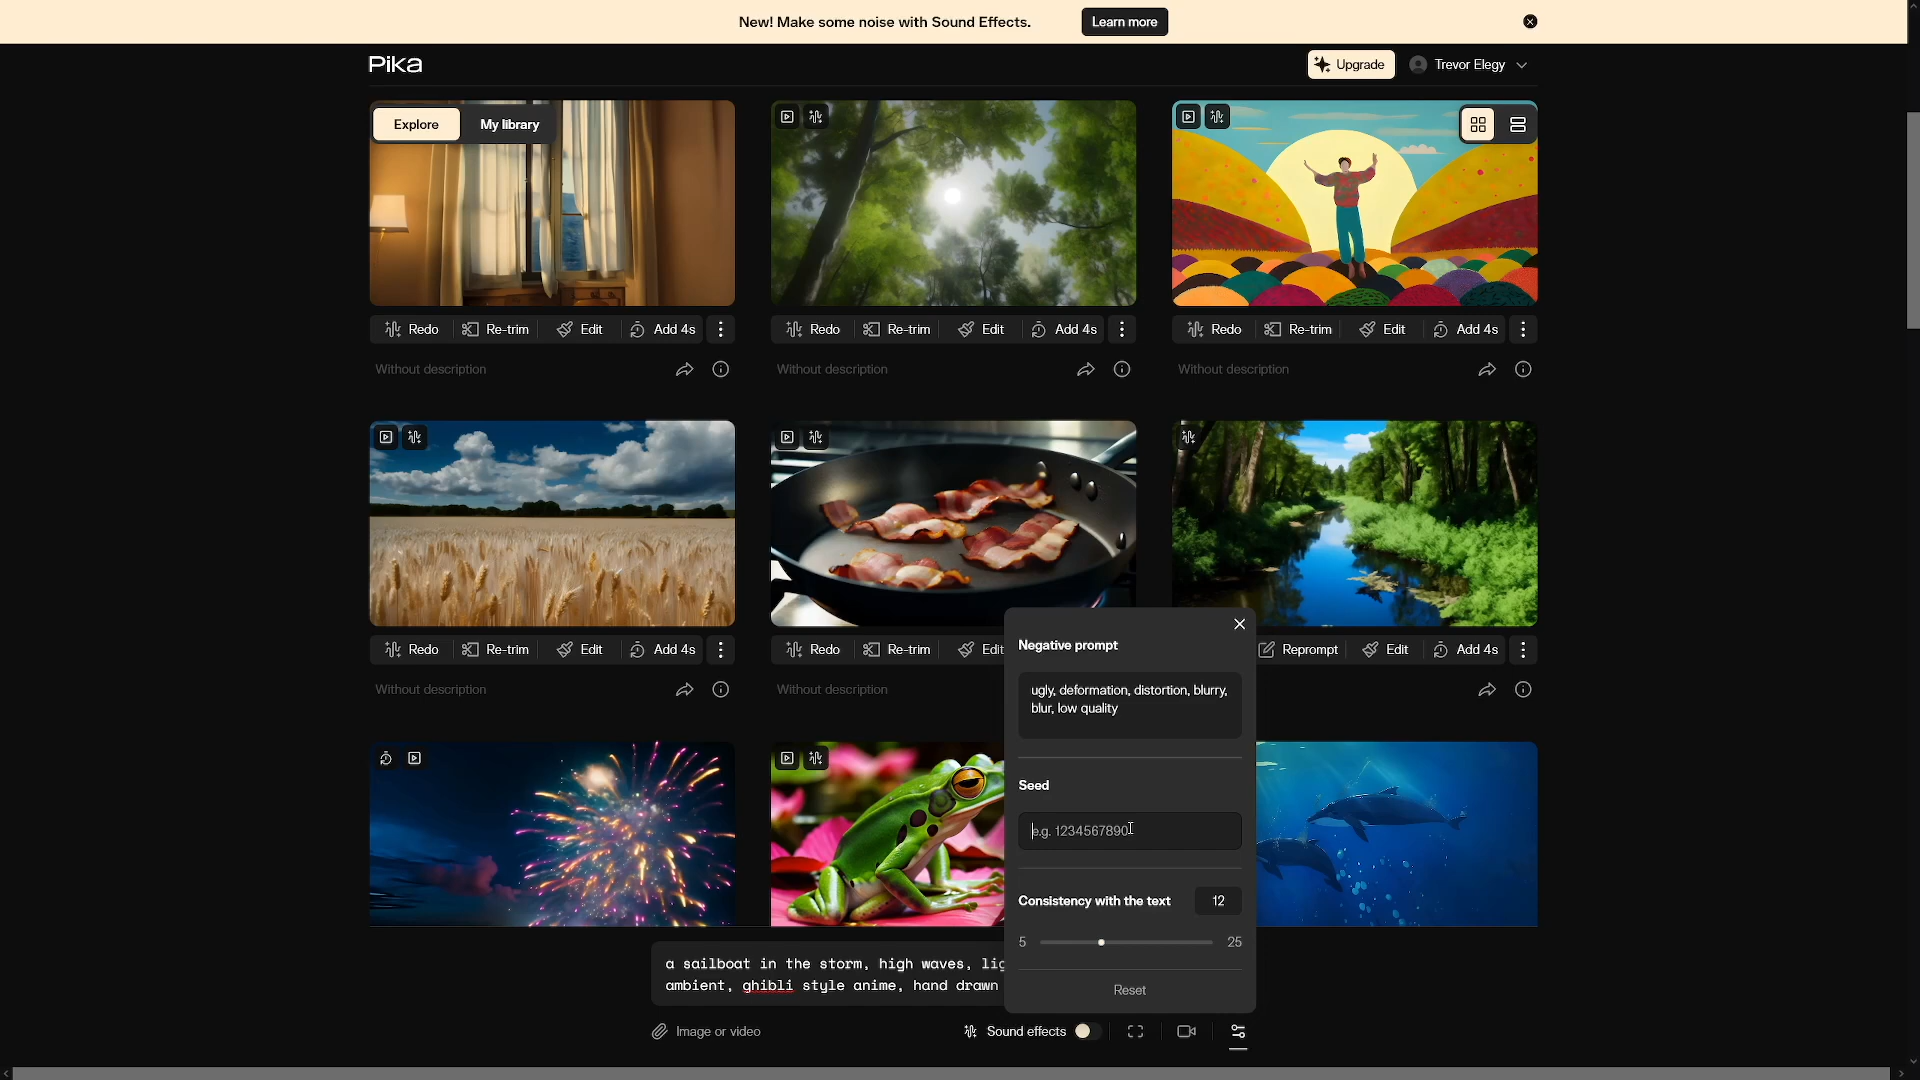 New! Make some noise with Sound Effects.
Learn more
Pika
Upgrade
Trevor Elegy
Explore
My library
Redo
Re-trim
Edit
Add 4s
Redo
Re-trim
Edit
Add 4s
Redo
Re-trim
Edit
Add 4s
Without description
Without description
Without description
Redo
Re-trim
Edit
Add 4s
Redo
Re-trim
Edit
Reprompt
Edit
Add 4s
Without description
Without description
Negative prompt
ugly, deformation, distortion, blurry,
blur, low quality
Seed
e.g. 1234567890
Consistency with the text
12
5
25
Reset
a sailboat in the storm, high waves, lig
ambient, ghibli style anime, hand drawn
Image or video
Sound effects